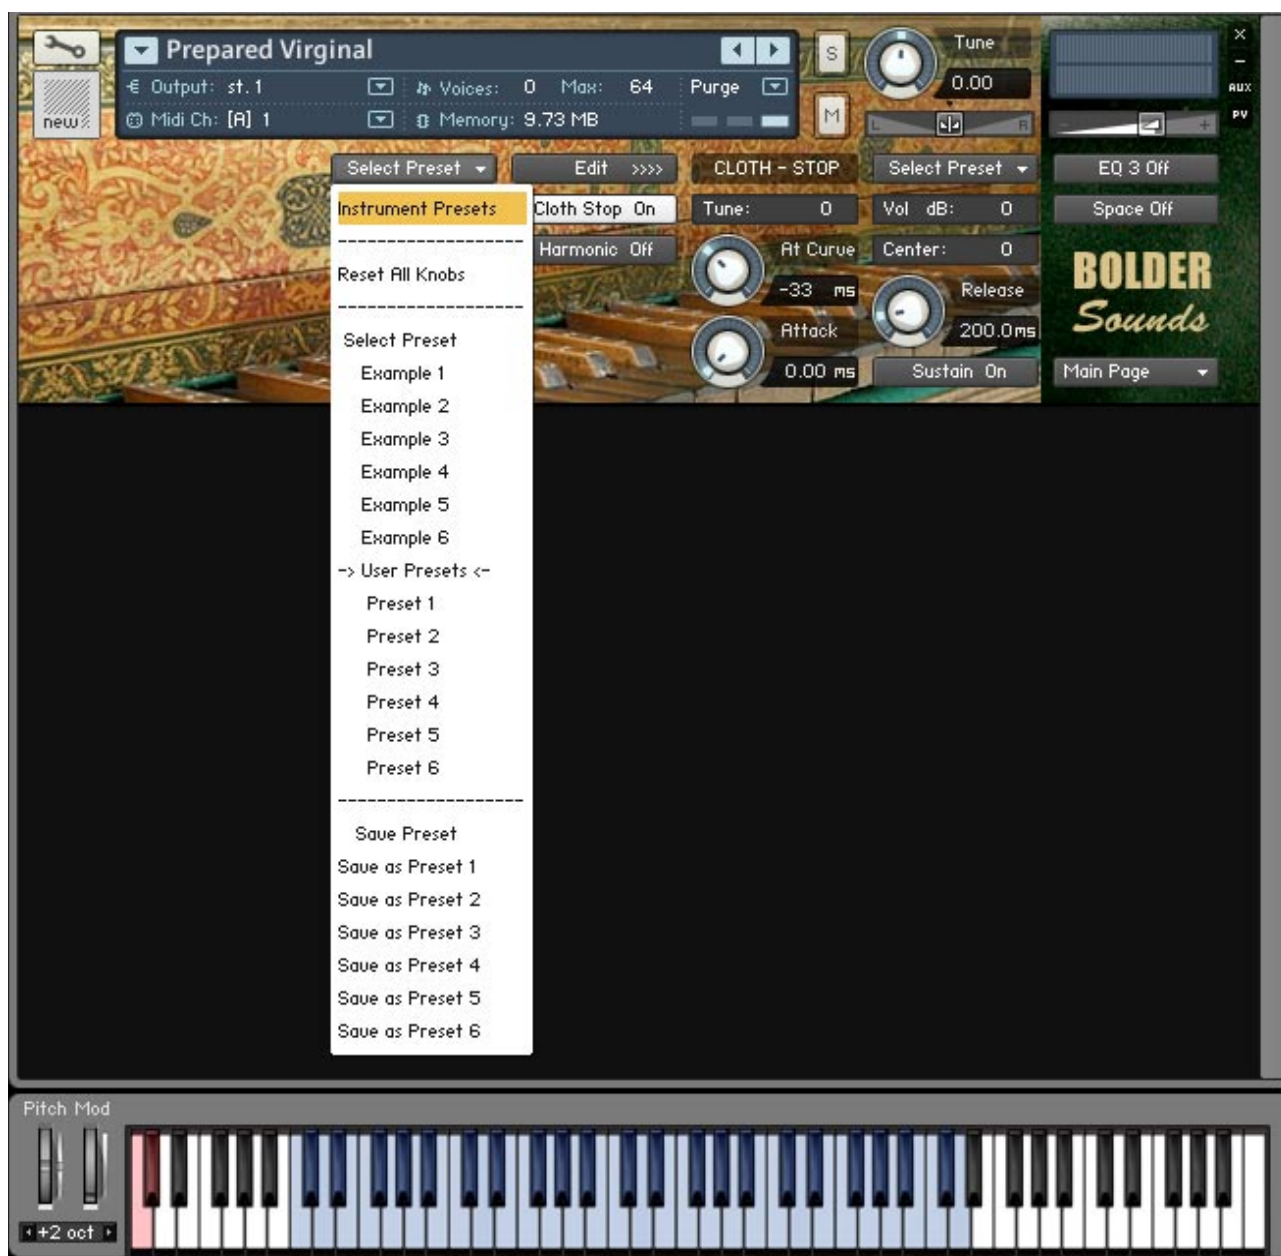 Prepared Virginal
Output: st. 1
Voices: 0 Max: 64
Purge
Midi Ch: [A] 1
Memory: 9.73 MB
new
S
M
Tune
0.00
L R
- +
×
-
AUX
PV
Select Preset
Edit >>>>
CLOTH - STOP
Select Preset
EQ 3 Off
Instrument Presets
Cloth Stop On
Tune: 0
Vol dB: 0
Space Off
--------------------
Harmonic Off
At Curve
-33 ms
Center: 0
Release
200.0ms
Attack
0.00 ms
Sustain On
BOLDER
Sounds
Main Page
Reset All Knobs
--------------------
Select Preset
Example 1
Example 2
Example 3
Example 4
Example 5
Example 6
-> User Presets <-
Preset 1
Preset 2
Preset 3
Preset 4
Preset 5
Preset 6
--------------------
Save Preset
Save as Preset 1
Save as Preset 2
Save as Preset 3
Save as Preset 4
Save as Preset 5
Save as Preset 6
Pitch Mod
+2 oct